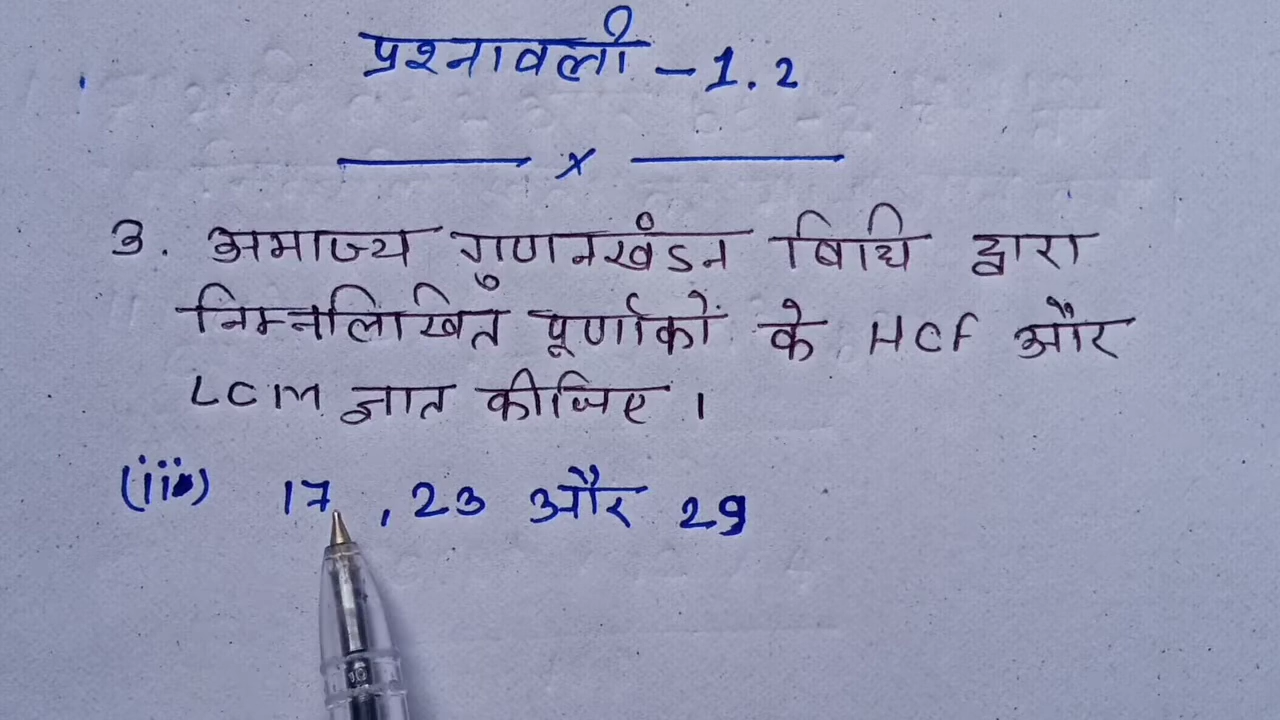 प्रश्नावली - 1.2
x
3. अभाज्य गुणनखंडन बिधि द्वारा
निम्नलिखित पूर्णांकों के HCF और
LCM ज्ञात कीजिए ।
(iii) 17, 23 और 29